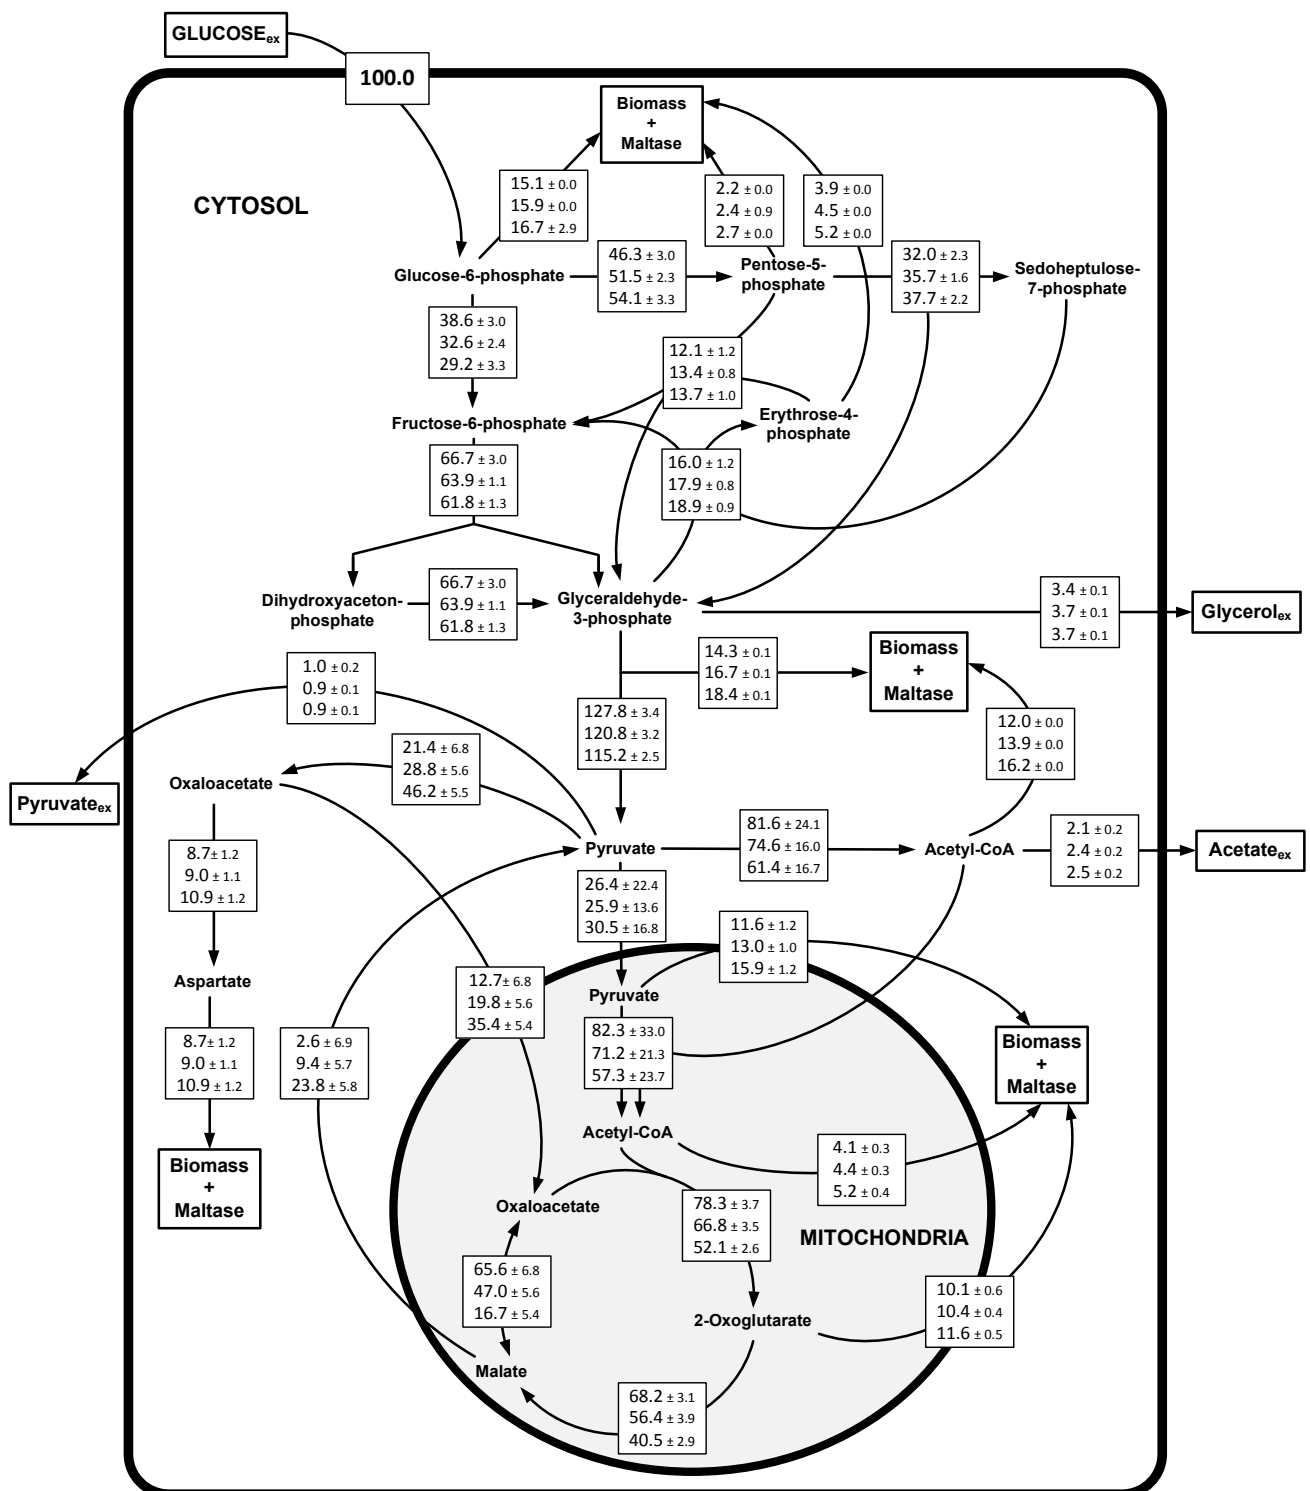 GLUCOSEex
100.0
Biomass
+
Maltase
15.1 ± 0.0
15.9 ± 0.0
16.7 ± 2.9
2.2 ± 0.0
2.4 ± 0.9
2.7 ± 0.0
3.9 ± 0.0
4.5 ± 0.0
5.2 ± 0.0
CYTOSOL
Glucose-6-phosphate
46.3 ± 3.0
51.5 ± 2.3
54.1 ± 3.3
Pentose-5-
phosphate
32.0 ± 2.3
35.7 ± 1.6
37.7 ± 2.2
Sedoheptulose-
7-phosphate
38.6 ± 3.0
32.6 ± 2.4
29.2 ± 3.3
12.1 ± 1.2
13.4 ± 0.8
13.7 ± 1.0
Fructose-6-phosphate
Erythrose-4-
phosphate
66.7 ± 3.0
63.9 ± 1.1
61.8 ± 1.3
16.0 ± 1.2
17.9 ± 0.8
18.9 ± 0.9
Dihydroxyaceton-
phosphate
66.7 ± 3.0
63.9 ± 1.1
61.8 ± 1.3
Glyceraldehyde-
3-phosphate
3.4 ± 0.1
3.7 ± 0.1
3.7 ± 0.1
Glycerolex
14.3 ± 0.1
16.7 ± 0.1
18.4 ± 0.1
Biomass
+
Maltase
1.0 ± 0.2
0.9 ± 0.1
0.9 ± 0.1
127.8 ± 3.4
120.8 ± 3.2
115.2 ± 2.5
12.0 ± 0.0
13.9 ± 0.0
16.2 ± 0.0
21.4 ± 6.8
28.8 ± 5.6
46.2 ± 5.5
Oxaloacetate
Pyruvateex
Pyruvate
81.6 ± 24.1
74.6 ± 16.0
61.4 ± 16.7
Acetyl-CoA
2.1 ± 0.2
2.4 ± 0.2
2.5 ± 0.2
Acetateex
8.7± 1.2
9.0 ± 1.1
10.9 ± 1.2
26.4 ± 22.4
25.9 ± 13.6
30.5 ± 16.8
11.6 ± 1.2
13.0 ± 1.0
15.9 ± 1.2
Aspartate
12.7± 6.8
19.8 ± 5.6
35.4 ± 5.4
Pyruvate
8.7± 1.2
9.0 ± 1.1
10.9 ± 1.2
2.6 ± 6.9
9.4 ± 5.7
23.8 ± 5.8
82.3 ± 33.0
71.2 ± 21.3
57.3 ± 23.7
Biomass
+
Maltase
Acetyl-CoA
4.1 ± 0.3
4.4 ± 0.3
5.2 ± 0.4
Biomass
+
Maltase
Oxaloacetate
78.3 ± 3.7
66.8 ± 3.5
52.1 ± 2.6
MITOCHONDRIA
65.6 ± 6.8
47.0 ± 5.6
16.7 ± 5.4
10.1 ± 0.6
10.4 ± 0.4
11.6 ± 0.5
2-Oxoglutarate
Malate
68.2 ± 3.1
56.4 ± 3.9
40.5 ± 2.9